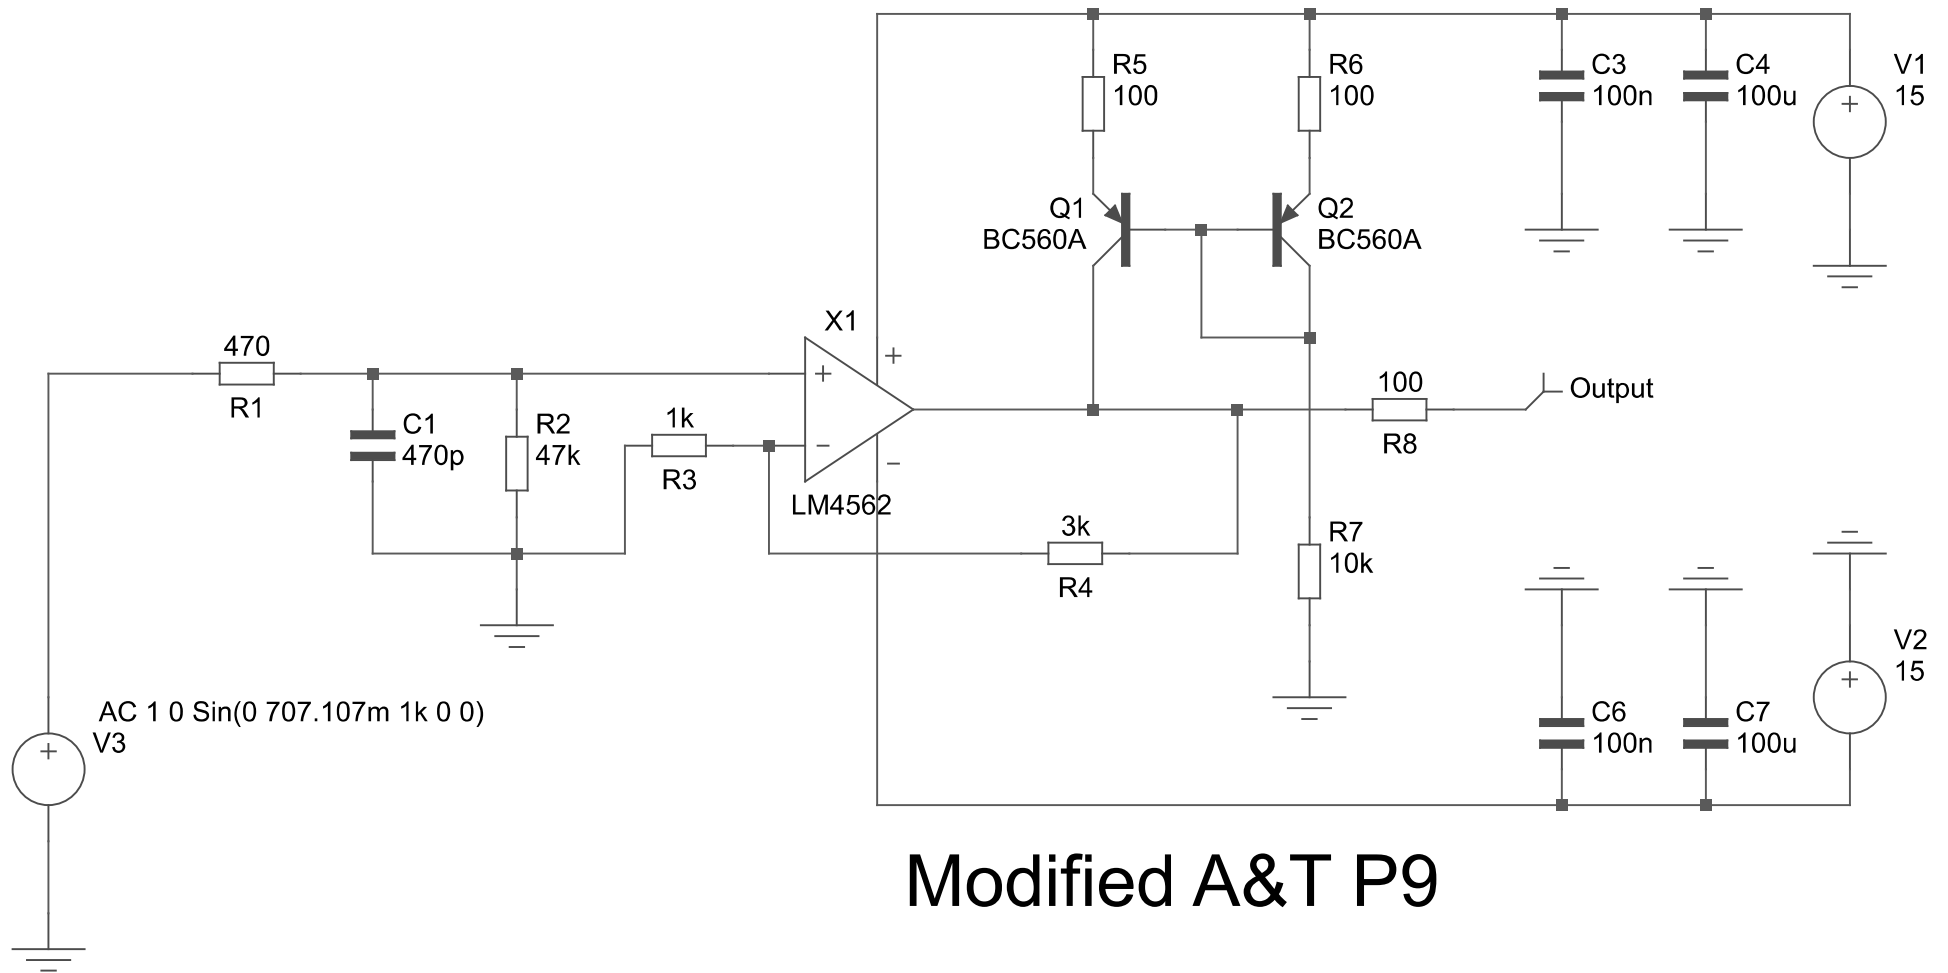 R5
100
R6
100
C3
100n
C4
100u
V1
15
+
Q1
BC560A
Q2
BC560A
X1
+
470
R1
+
100
R8
Output
C1
470p
R2
47k
1k
R3
−
−
LM4562
3k
R4
R7
10k
V2
15
+
AC 1 0 Sin(0 707.107m 1k 0 0)
V3
+
C6
100n
C7
100u
Modified A&T P9